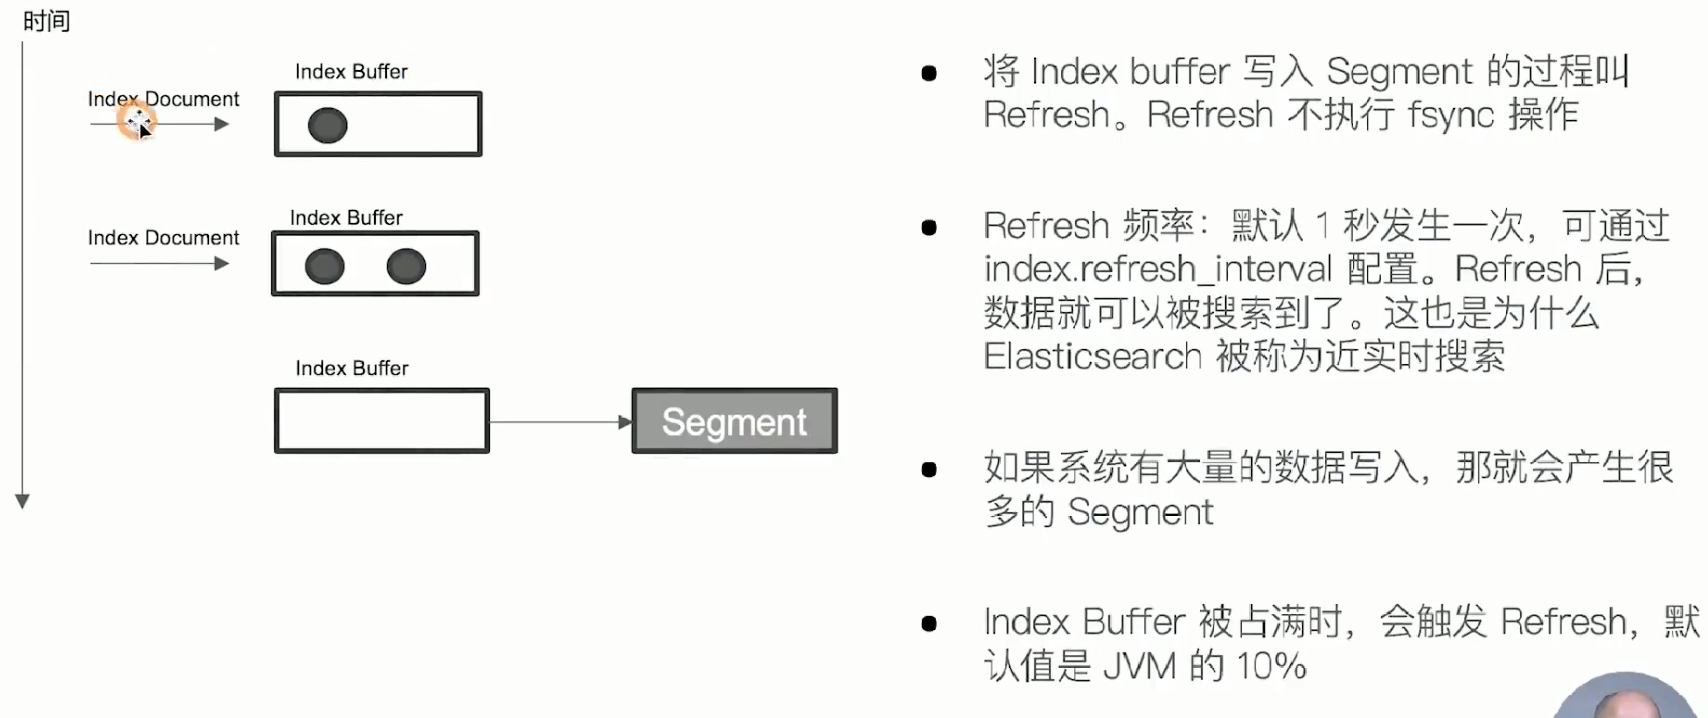 时间
Index Document
Index Buffer
Index Document
Index Buffer
Index Buffer
Segment
将 Index buffer 写入 Segment 的过程叫
Refresh。Refresh 不执行 fsync 操作
Refresh 频率：默认 1 秒发生一次，可通过
index.refresh_interval 配置。Refresh 后，
数据就可以被搜索到了。这也是为什么
Elasticsearch 被称为近实时搜索
如果系统有大量的数据写入，那就会产生很
多的 Segment
Index Buffer 被占满时，会触发 Refresh，默
认值是 JVM 的 10%